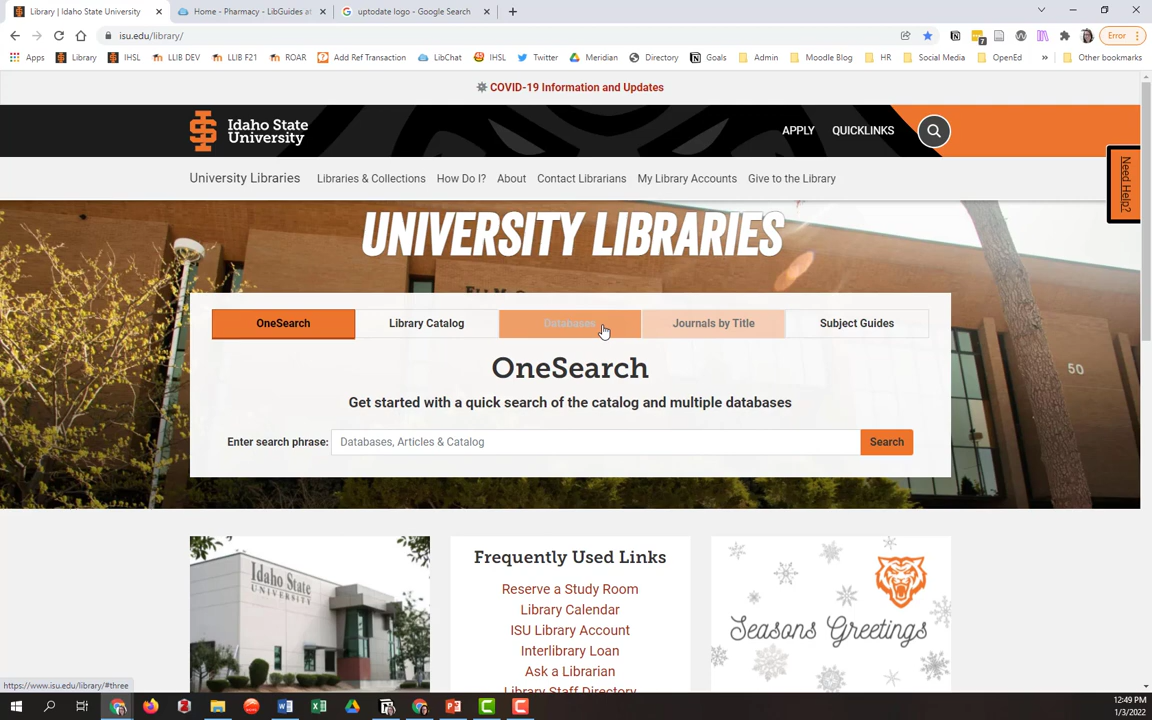 Library | Idaho State University
Home - Pharmacy - LibGuides at
uptodate logo - Google Search
isu.edu/library/
Error
Apps
Library
IHSL
LLIB DEV
LLIB F21
ROAR
Add Ref Transaction
LibChat
IHSL
Twitter
Meridian
Directory
Goals
Admin
Moodle Blog
HR
Social Media
OpenEd
»
Other bookmarks
COVID-19 Information and Updates
Idaho State
University
APPLY
QUICKLINKS
University Libraries
Libraries & Collections
How Do I?
About
Contact Librarians
My Library Accounts
Give to the Library
Need Help?
UNIVERSITY LIBRARIES
OneSearch
Library Catalog
Databases
Journals by Title
Subject Guides
OneSearch
Get started with a quick search of the catalog and multiple databases
Enter search phrase:
Databases, Articles & Catalog
Search
50
Idaho State
UNIVERSITY
Frequently Used Links
Reserve a Study Room
Library Calendar
ISU Library Account
Interlibrary Loan
Ask a Librarian
Library Staff Directory
Seasons Greetings
https://www.isu.edu/library/#three
12:49 PM
1/3/2022